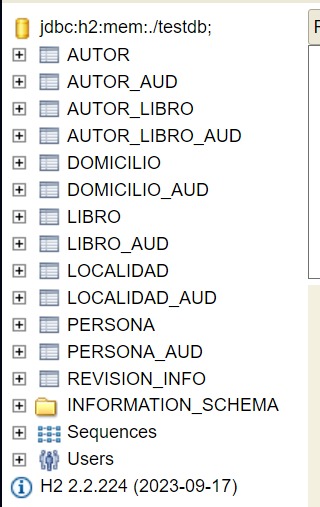 jdbc:h2:mem:./testdb;
AUTOR
AUTOR_AUD
AUTOR_LIBRO
AUTOR_LIBRO_AUD
DOMICILIO
DOMICILIO_AUD
LIBRO
LIBRO_AUD
LOCALIDAD
LOCALIDAD_AUD
PERSONA
PERSONA_AUD
REVISION_INFO
INFORMATION_SCHEMA
Sequences
Users
H2 2.2.224 (2023-09-17)